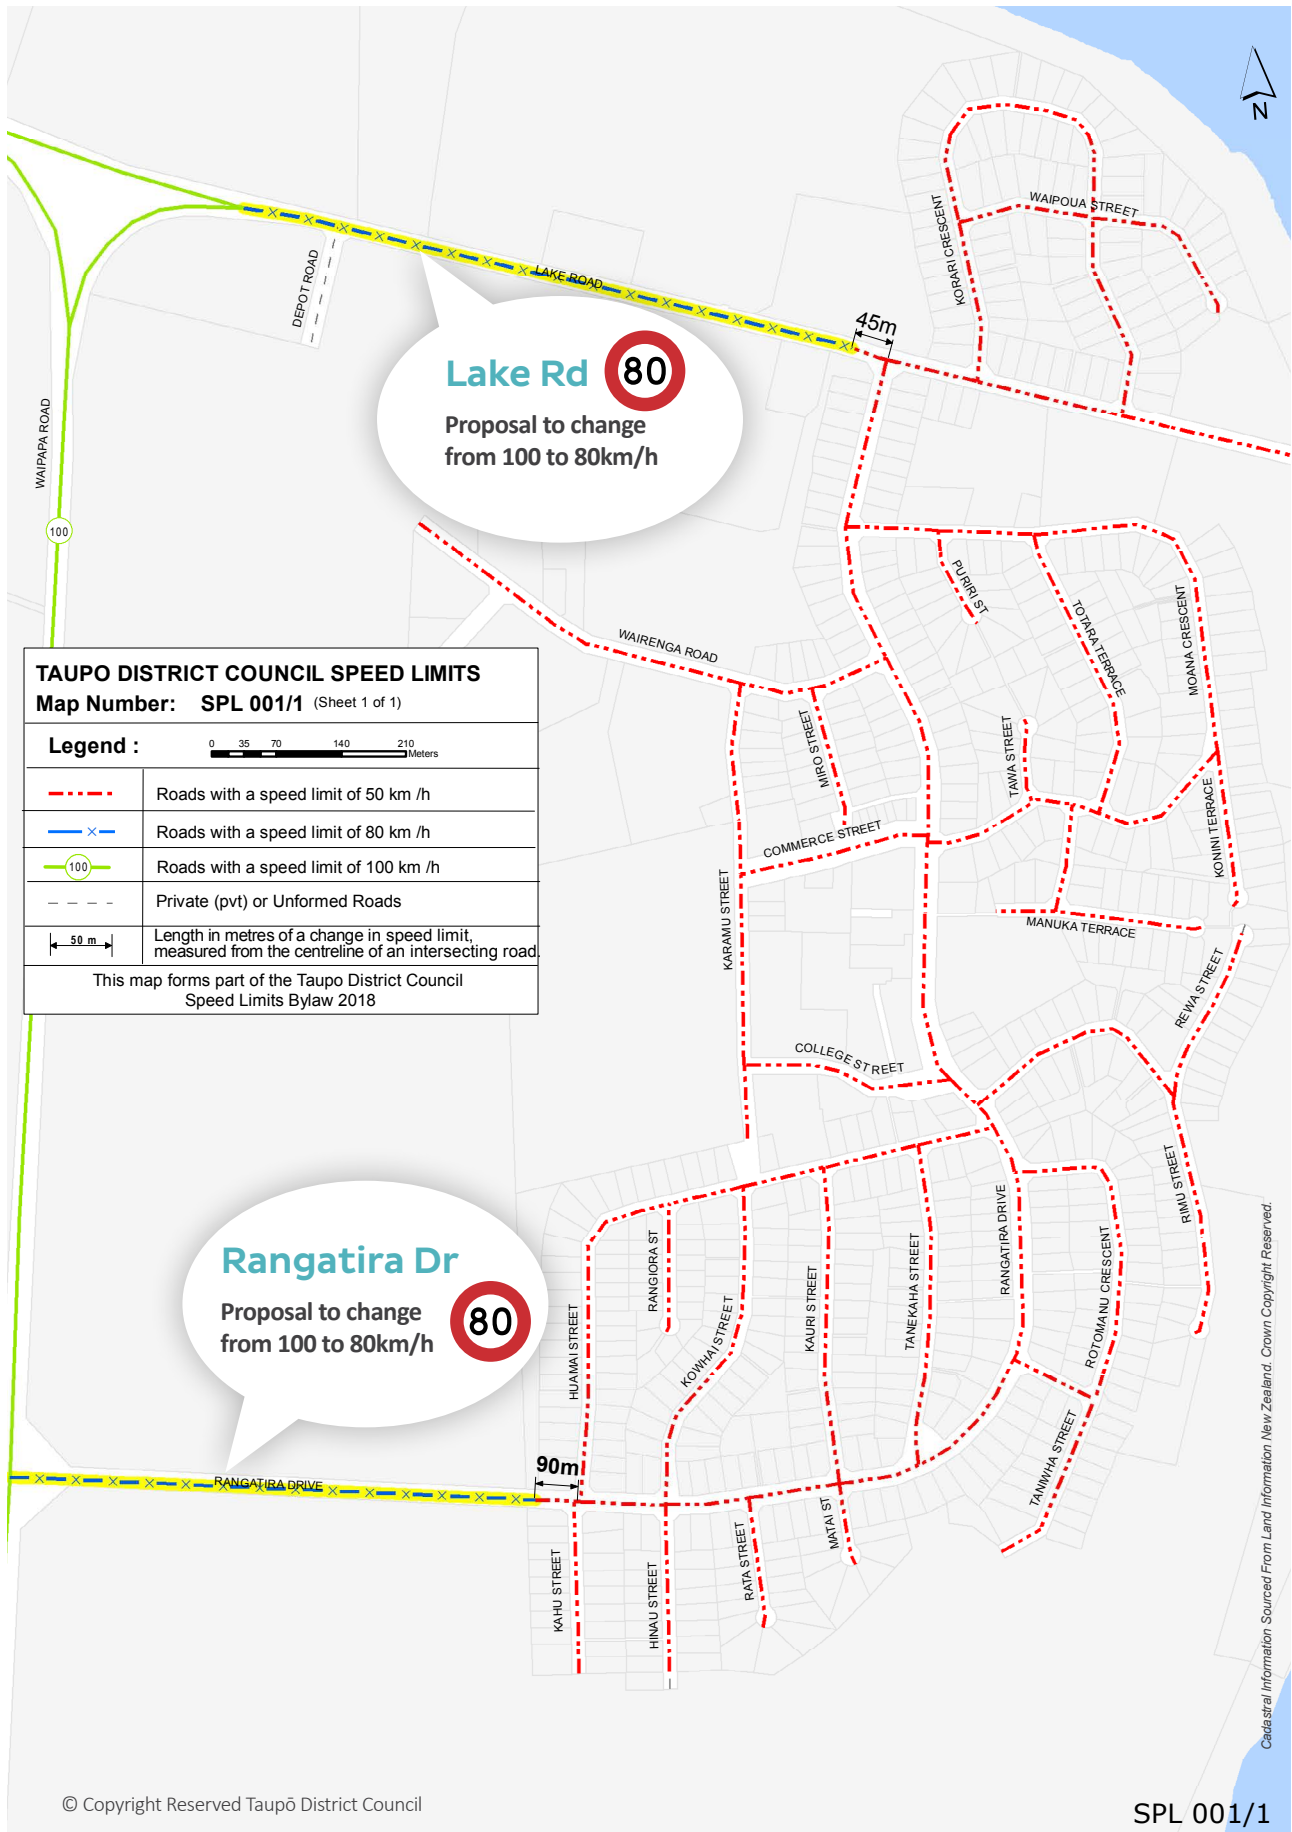 N
WAIPOUA STREET
KORARI CRESCENT
DEPOT ROAD
LAKE ROAD
45m
Lake Rd 80
Proposal to change
from 100 to 80km/h
WAIPAPA ROAD
100
PURIRI ST
TOTARA TERRACE
MOANA CRESCENT
WAIRENGA ROAD
MIRO STREET
TAWA STREET
KONINI TERRACE
COMMERCE STREET
KARAMU STREET
MANUKA TERRACE
REWA STREET
COLLEGE STREET
TAUPO DISTRICT COUNCIL SPEED LIMITS
Map Number: SPL 001/1 (Sheet 1 of 1)
Legend :
0 35 70 140 210
Meters
Roads with a speed limit of 50 km /h
Roads with a speed limit of 80 km /h
100
Roads with a speed limit of 100 km /h
Private (pvt) or Unformed Roads
50 m
Length in metres of a change in speed limit,
measured from the centreline of an intersecting road.
This map forms part of the Taupo District Council
Speed Limits Bylaw 2018
RIMU STREET
RANGATIRA DRIVE
ROTOMANU CRESCENT
RANGIORA ST
KOWHAI STREET
KAURI STREET
TANEKAHA STREET
HUAMAI STREET
Rangatira Dr
Proposal to change
from 100 to 80km/h
80
TANIWHA STREET
90m
RANGATIRA DRIVE
MATAI ST
RATA STREET
KAHU STREET
HINAU STREET
Cadastral Information Sourced From Land Information New Zealand. Crown Copyright Reserved.
© Copyright Reserved Taupō District Council
SPL 001/1